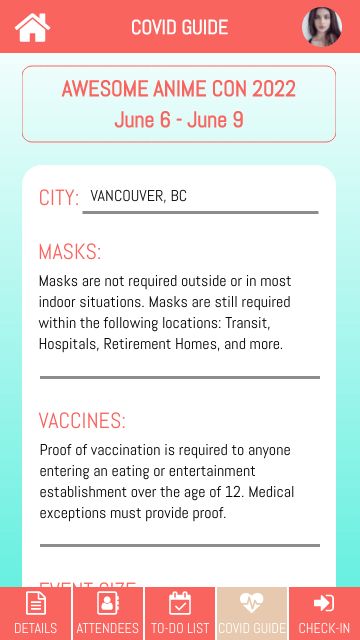 COVID GUIDE
AWESOME ANIME CON 2022
June 6 - June 9
CITY: VANCOUVER, BC
MASKS:
Masks are not required outside or in most
indoor situations. Masks are still required
within the following locations: Transit,
Hospitals, Retirement Homes, and more.
VACCINES:
Proof of vaccination is required to anyone
entering an eating or entertainment
establishment over the age of 12. Medical
exceptions must provide proof.
EVENT SIZE
DETAILS ATTENDEES TO-DO LIST COVID GUIDE CHECK-IN